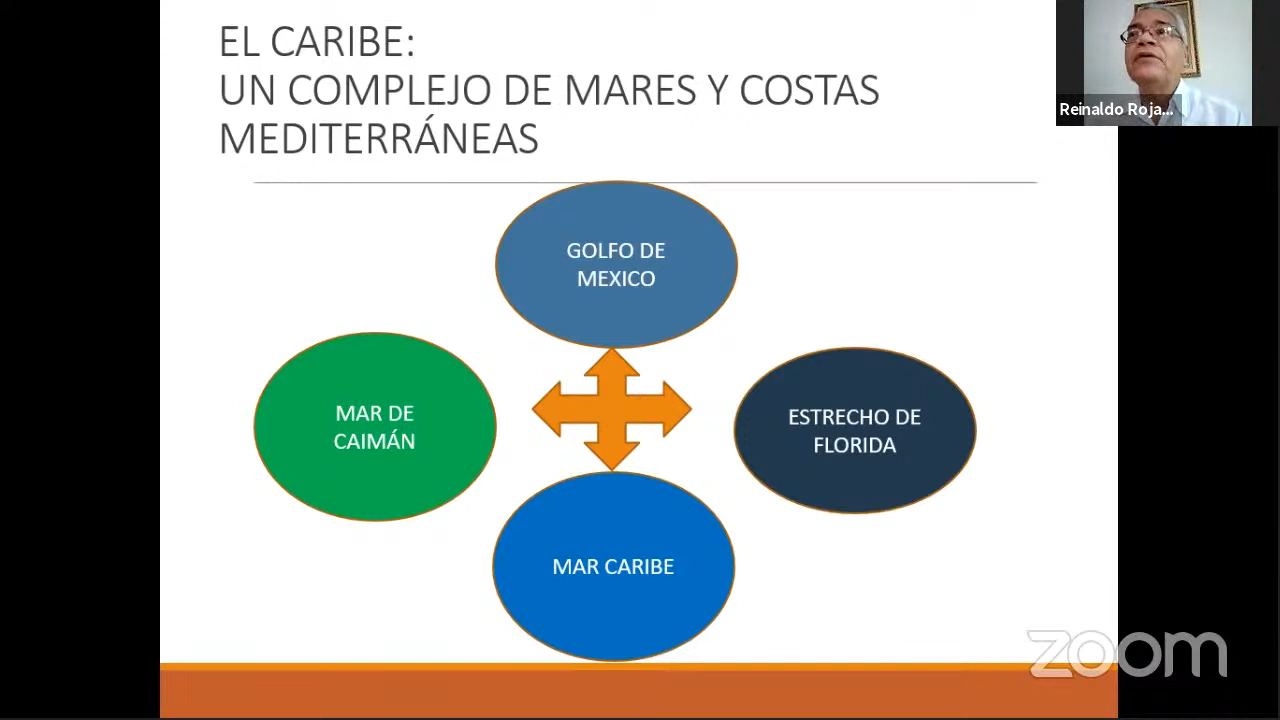 EL CARIBE:
UN COMPLEJO DE MARES Y COSTAS
MEDITERRÁNEAS
Reinaldo Roja...
GOLFO DE
MEXICO
MAR DE
CAIMÁN
ESTRECHO DE
FLORIDA
MAR CARIBE
zoom